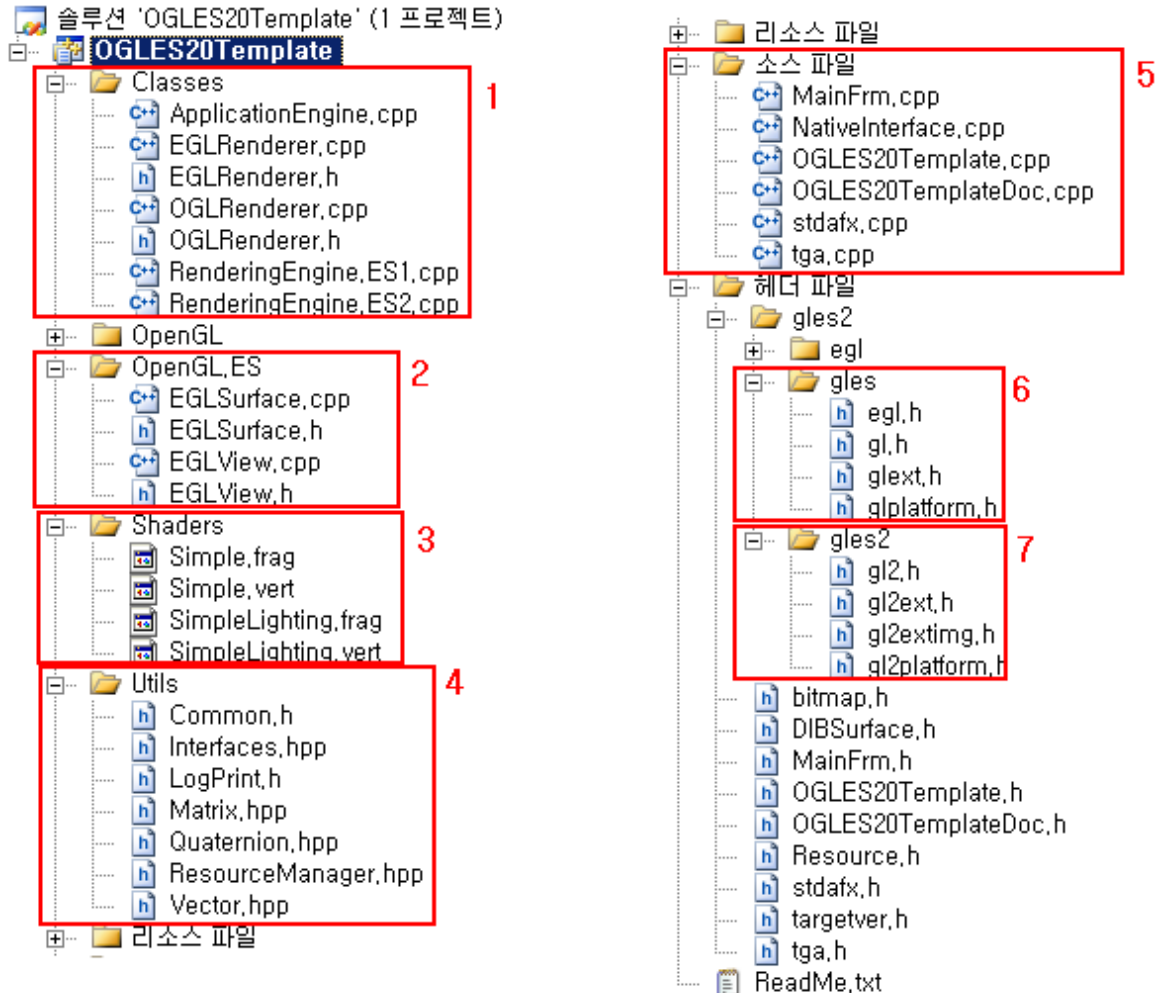 솔루션 'OGLES20Template' (1 프로젝트)
OGLES20Template
Classes
1
ApplicationEngine.cpp
EGLRenderer.cpp
EGLRenderer.h
OGLRenderer.cpp
OGLRenderer.h
RenderingEngine.ES1.cpp
RenderingEngine.ES2.cpp
OpenGL
OpenGL.ES
2
EGLSurface.cpp
EGLSurface.h
EGLView.cpp
EGLView.h
Shaders
3
Simple.frag
Simple.vert
SimpleLighting.frag
SimpleLighting.vert
Utils
4
Common.h
Interfaces.hpp
LogPrint.h
Matrix.hpp
Quaternion.hpp
ResourceManager.hpp
Vector.hpp
리소스 파일
리소스 파일
소스 파일
5
MainFrm.cpp
NativeInterface.cpp
OGLES20Template.cpp
OGLES20TemplateDoc.cpp
stdafx.cpp
tga.cpp
헤더 파일
gles2
egl
gles
6
egl.h
gl.h
glext.h
glplatform.h
gles2
7
gl2.h
gl2ext.h
gl2extimg.h
gl2platform.h
bitmap.h
DIBSurface.h
MainFrm.h
OGLES20Template.h
OGLES20TemplateDoc.h
Resource.h
stdafx.h
targetver.h
tga.h
ReadMe.txt